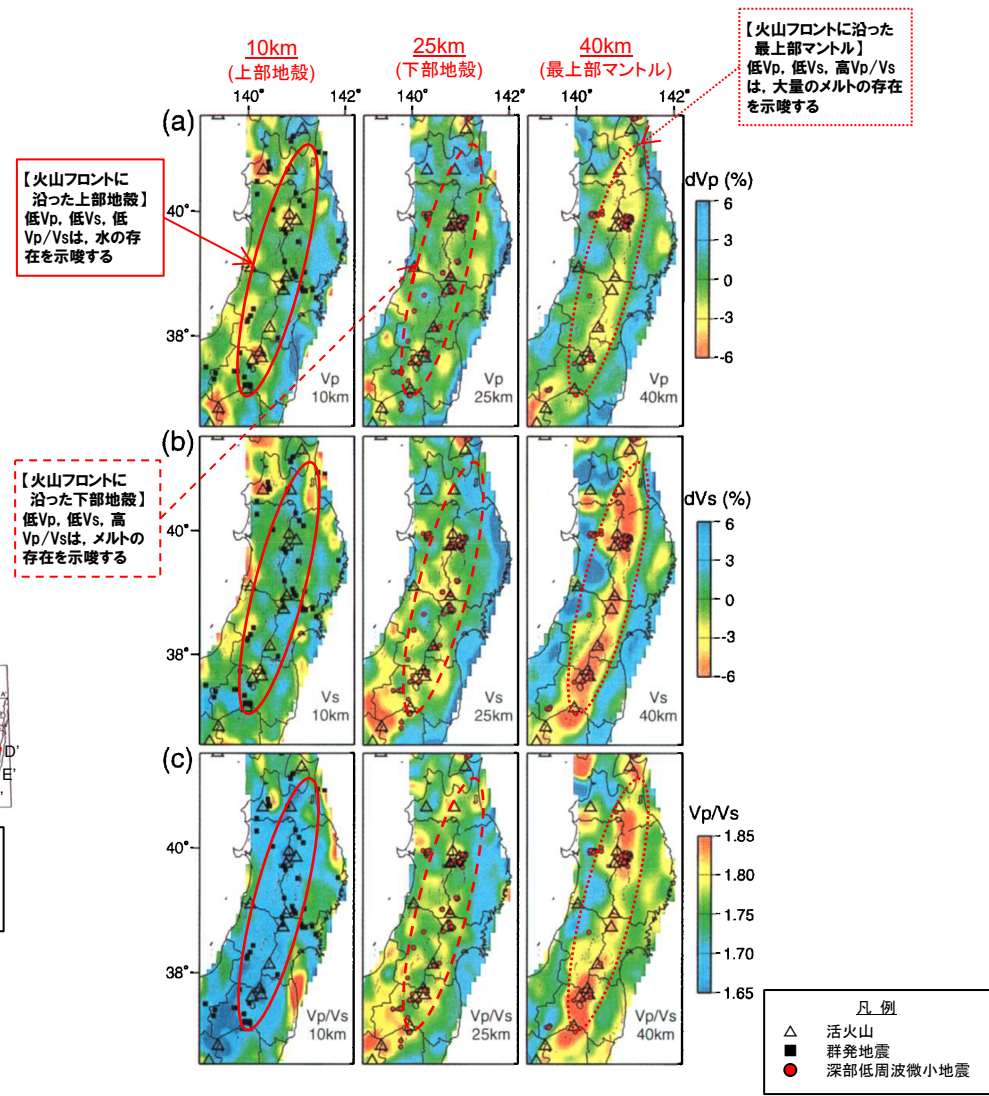 10km
(上部地殻)
25km
(下部地殻)
40km
(最上部マントル)
【火山フロントに沿った
最上部マントル】
低Vp, 低Vs, 高Vp/Vs
は, 大量のメルトの存在
を示唆する
140°
142°
140°
142°
140°
142°
(a)
【火山フロントに
沿った上部地殻】
低Vp, 低Vs, 低
Vp/Vsは, 水の存
在を示唆する
40°
38°
Vp
10km
Vp
25km
Vp
40km
dVp (%)
6
3
0
-3
-6
(b)
【火山フロントに
沿った下部地殻】
低Vp, 低Vs, 高
Vp/Vsは, メルトの
存在を示唆する
40°
38°
Vs
10km
Vs
25km
Vs
40km
dVs (%)
6
3
0
-3
-6
(c)
40°
38°
Vp/Vs
10km
Vp/Vs
25km
Vp/Vs
40km
Vp/Vs
1.85
1.80
1.75
1.70
1.65
D'
E'
凡 例
活火山
群発地震
深部低周波微小地震